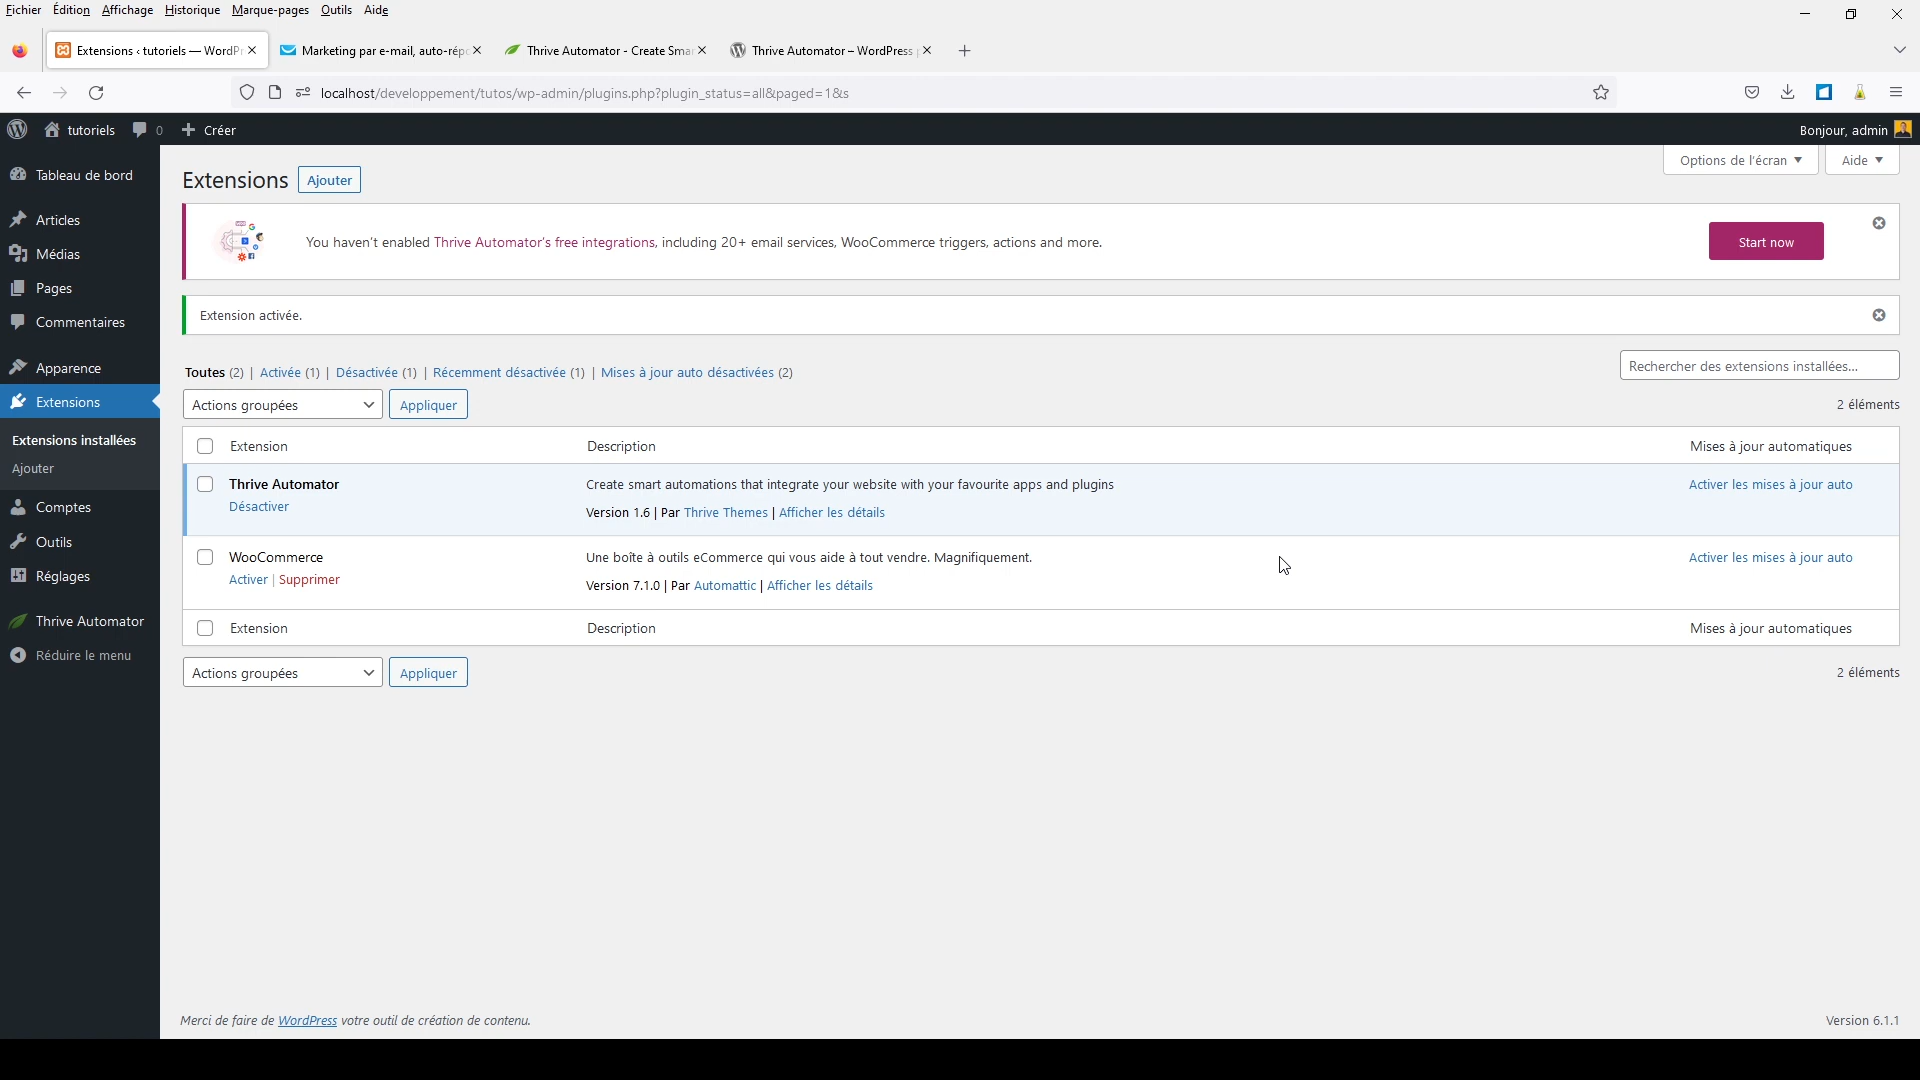 Fichier Édition Affichage Historique Marque-pages Outils Aide
Extensions ‹ tutoriels — WordPr
Marketing par e-mail, auto-répo
Thrive Automator - Create Smar
Thrive Automator – WordPress
localhost/developpement/tutos/wp-admin/plugins.php?plugin_status=all&paged=1&s
tutoriels 0 Créer
Bonjour, admin
Tableau de bord
Articles
Médias
Pages
Commentaires
Apparence
Extensions
Extensions installées
Ajouter
Comptes
Outils
Réglages
Thrive Automator
Réduire le menu
Options de l'écran Aide
Extensions Ajouter
You haven't enabled Thrive Automator's free integrations, including 20+ email services, WooCommerce triggers, actions and more.
Start now
Extension activée.
Toutes (2) | Activée (1) | Désactivée (1) | Récemment désactivée (1) | Mises à jour auto désactivées (2)
Rechercher des extensions installées...
Actions groupées Appliquer
2 éléments
Extension Description Mises à jour automatiques
Thrive Automator Create smart automations that integrate your website with your favourite apps and plugins Activer les mises à jour auto
Désactiver Version 1.6 | Par Thrive Themes | Afficher les détails
WooCommerce Une boîte à outils eCommerce qui vous aide à tout vendre. Magnifiquement. Activer les mises à jour auto
Activer | Supprimer Version 7.1.0 | Par Automattic | Afficher les détails
Extension Description Mises à jour automatiques
Actions groupées Appliquer
2 éléments
Merci de faire de WordPress votre outil de création de contenu.
Version 6.1.1